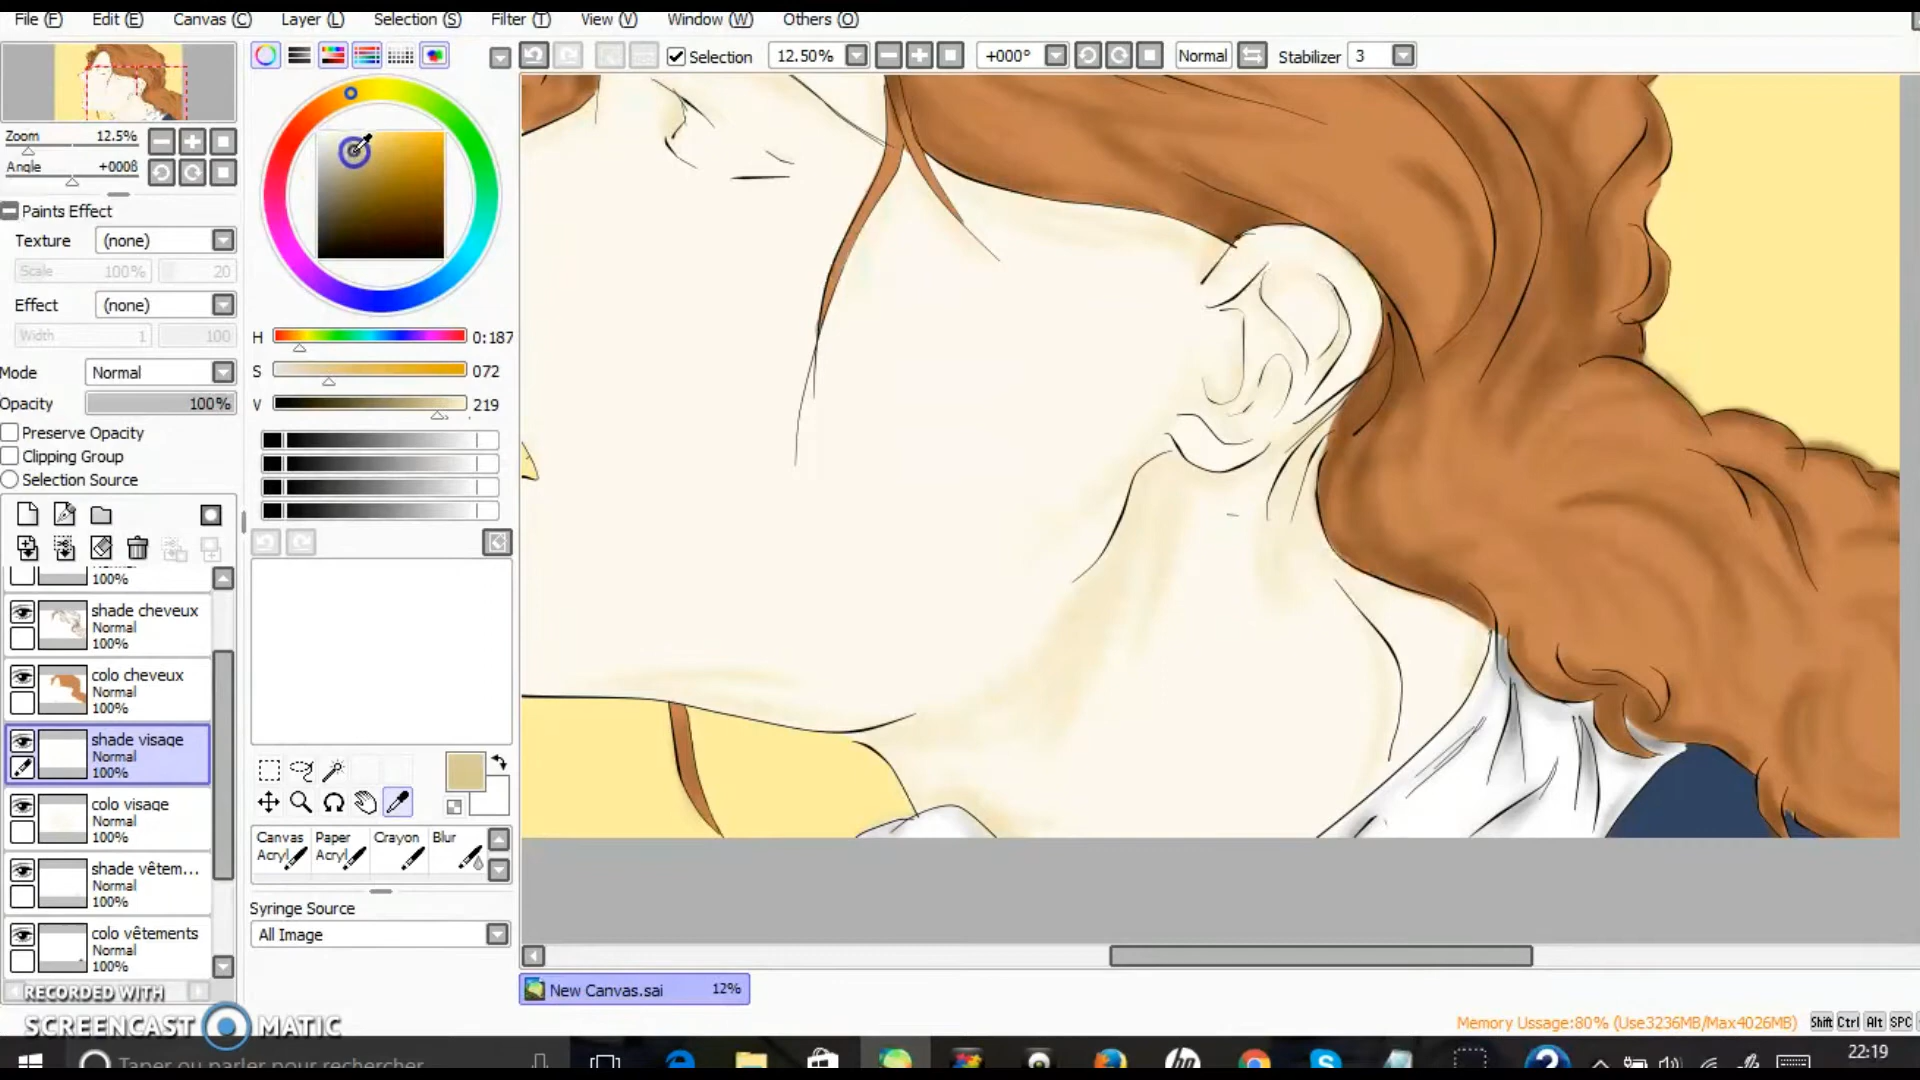 File (F) Edit (E) Canvas (C) Layer (L) Selection (S) Filter (T) View (V) Window (W) Others (O)
Selection 12.50% +000° Normal Stabilizer 3
Zoom 12.5%
Angle +000ß
Paints Effect
Texture (none)
Scale 100% 20
Effect (none)
Width 1 100
Mode Normal
Opacity 100%
Preserve Opacity
Clipping Group
Selection Source
H 0:187
S 072
V 219
100%
shade cheveux
Normal
100%
colo cheveux
Normal
100%
shade visage
Normal
100%
colo visage
Normal
100%
shade vêtem...
Normal
100%
colo vêtements
Normal
100%
Canvas Acryl
Paper Acryl
Crayon
Blur
Syringe Source
All Image
New Canvas.sai 12%
RECORDED WITH
SCREENCAST MATIC
Memory Ussage:80% (Use3236MB/Max4026MB) Shift Ctrl Alt SPC
Taper ou parler pour rechercher
22:19